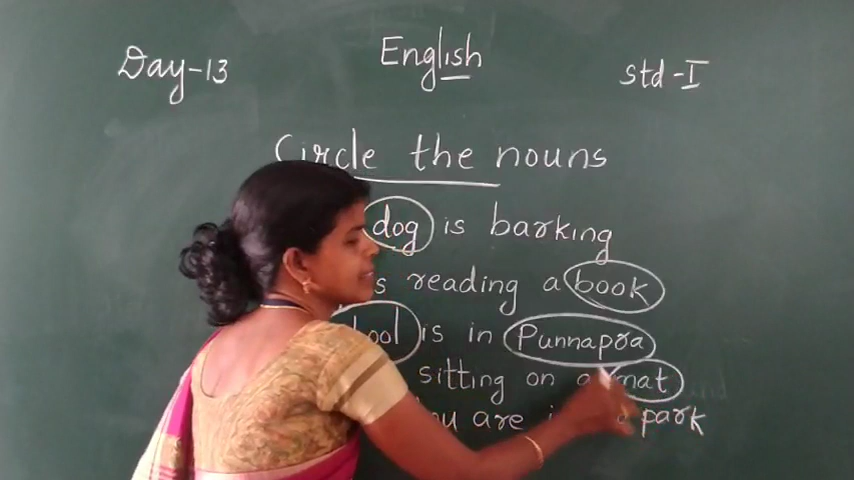 Day-13 English std-I
Circle the nouns
dog is barking
reading a book
is in Punnapra
sitting on a mat
are park